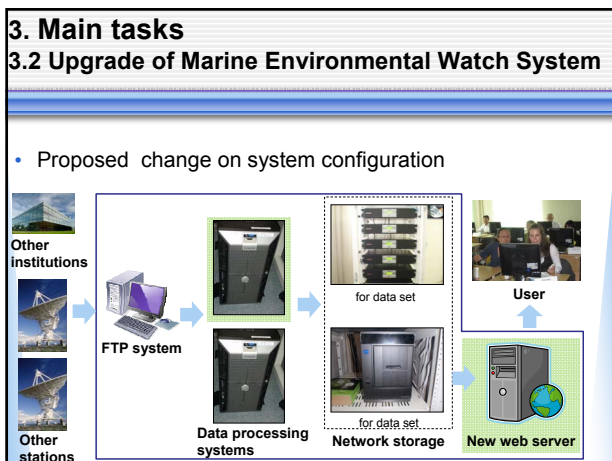 3. Main tasks
3.2 Upgrade of Marine Environmental Watch System
• Proposed change on system configuration
Other
institutions
for data set
User
FTP system
for data set
Data processing
systems
Network storage
New web server
Other
stations